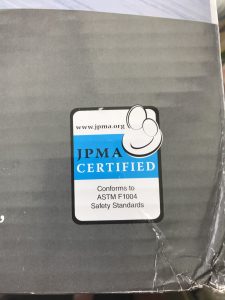 www.jpma.org
JPMA
CERTIFIED
Conforms to
ASTM F1004
Safety Standards
,